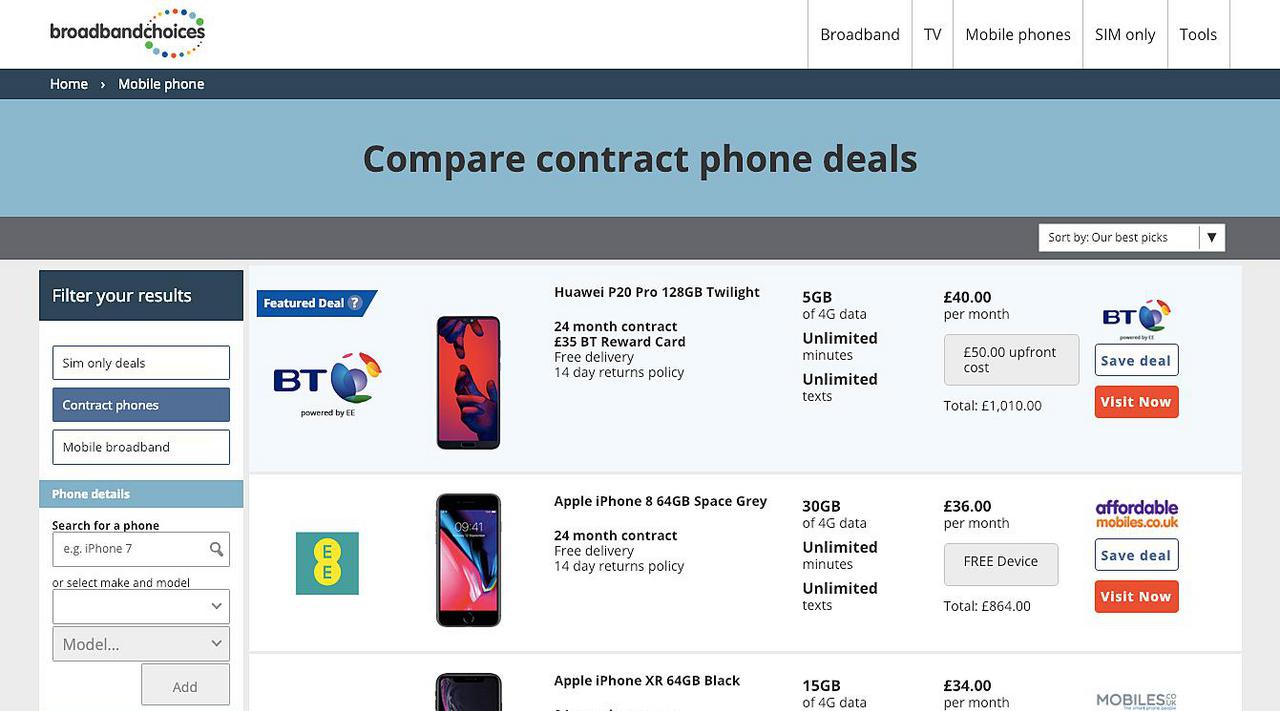 broadbandchoices
Broadband
TV
Mobile phones
SIM only
Tools
Home › Mobile phone
Compare contract phone deals
Sort by: Our best picks ▼
Filter your results
Sim only deals
Contract phones
Mobile broadband
Phone details
Search for a phone
e.g. iPhone 7
or select make and model
Model...
Add
Featured Deal ?
BT
powered by EE
Huawei P20 Pro 128GB Twilight
24 month contract
£35 BT Reward Card
Free delivery
14 day returns policy
5GB
of 4G data
Unlimited
minutes
Unlimited
texts
£40.00
per month
£50.00 upfront
cost
Total: £1,010.00
BT
powered by EE
Save deal
Visit Now
E
E
09:41
Apple iPhone 8 64GB Space Grey
24 month contract
Free delivery
14 day returns policy
30GB
of 4G data
Unlimited
minutes
Unlimited
texts
£36.00
per month
FREE Device
Total: £864.00
affordable
mobiles.co.uk
Save deal
Visit Now
Apple iPhone XR 64GB Black
15GB
of 4G data
£34.00
per month
MOBILES.CO.UK